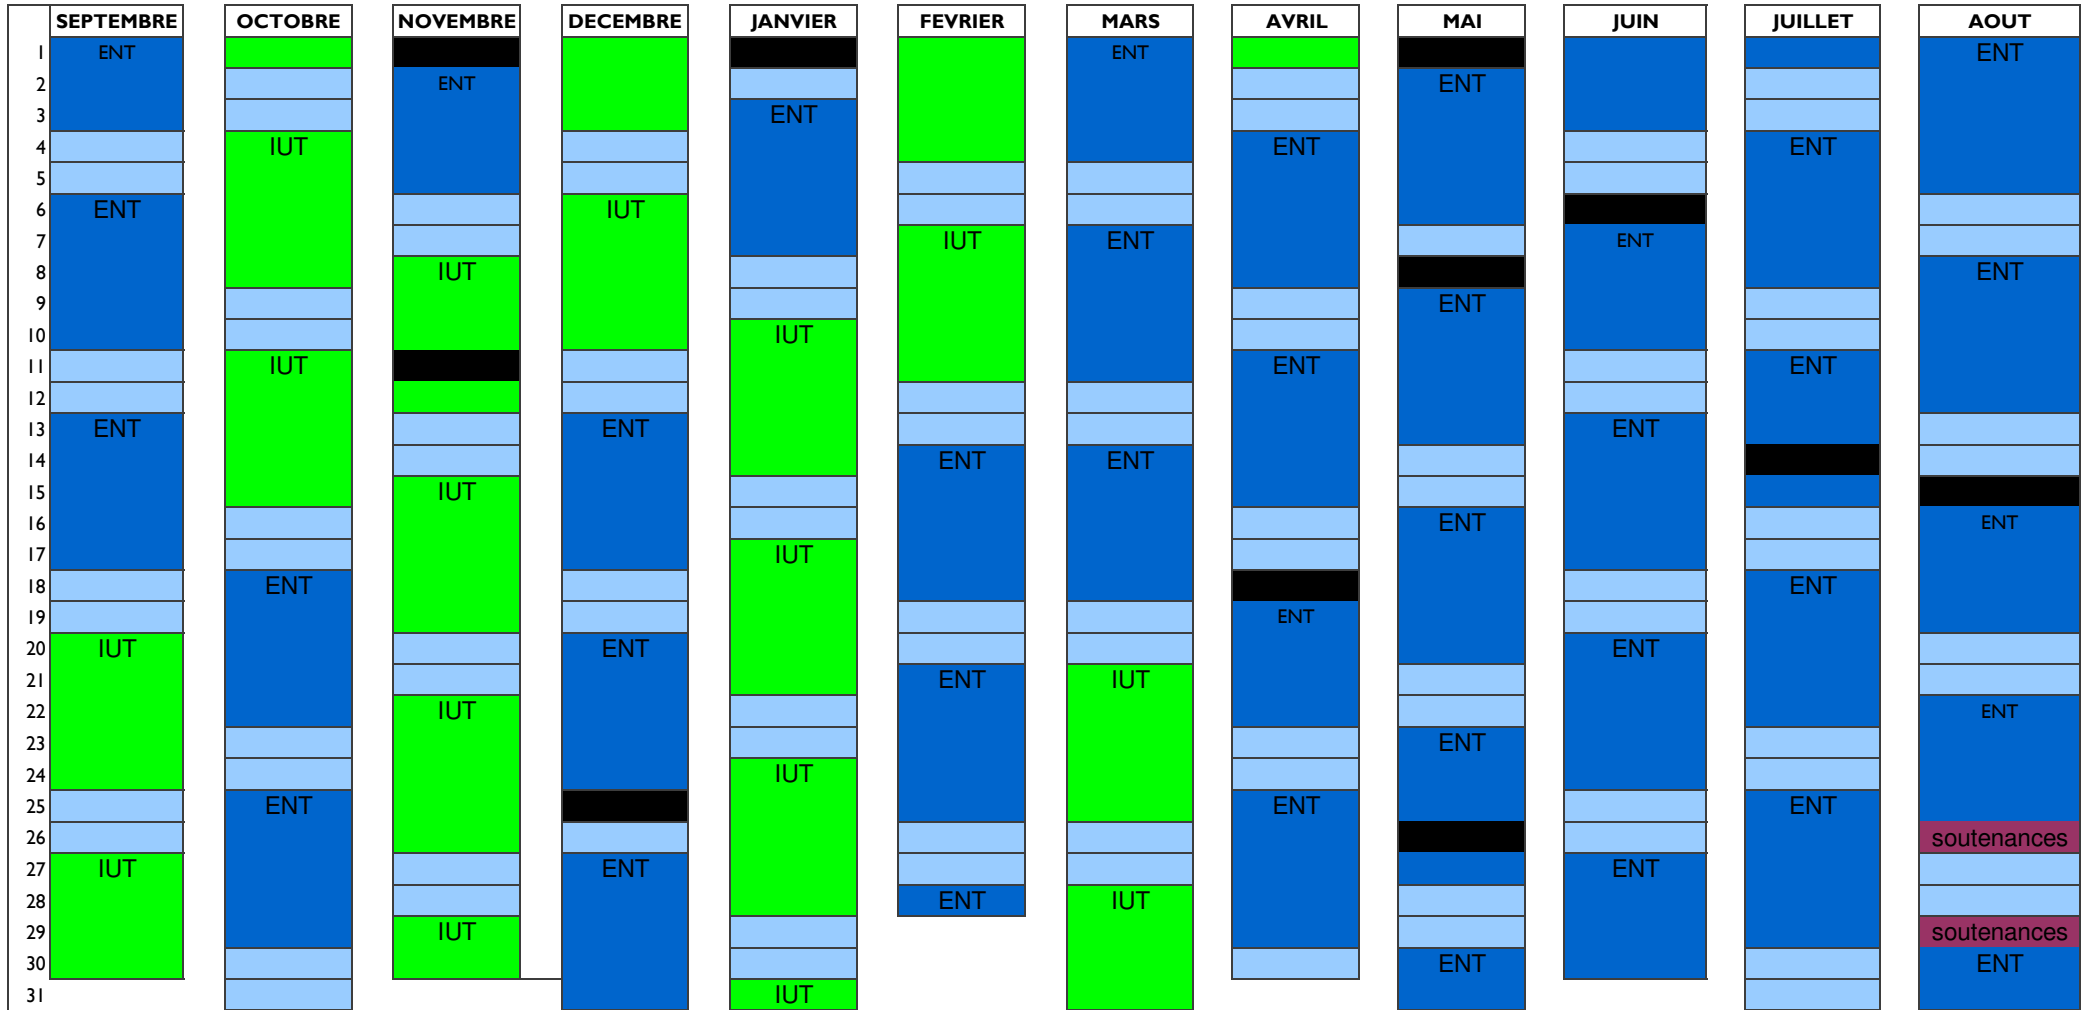 SEPTEMBRE OCTOBRE NOVEMBRE DECEMBRE JANVIER FEVRIER MARS AVRIL MAI JUIN JUILLET AOUT
1 ENT ENT ENT
2 ENT ENT
3 ENT
4 IUT ENT ENT
5
6 ENT IUT
7 IUT ENT ENT
8 IUT ENT
9 ENT
10 IUT
11 IUT ENT ENT
12
13 ENT ENT ENT
14 ENT ENT
15 IUT
16 ENT ENT
17 IUT
18 ENT ENT
19 ENT
20 IUT ENT ENT
21 ENT IUT
22 IUT ENT
23 ENT
24 IUT
25 ENT ENT ENT
26 soutenances
27 IUT ENT ENT
28 ENT IUT
29 IUT soutenances
30 ENT ENT
31 IUT